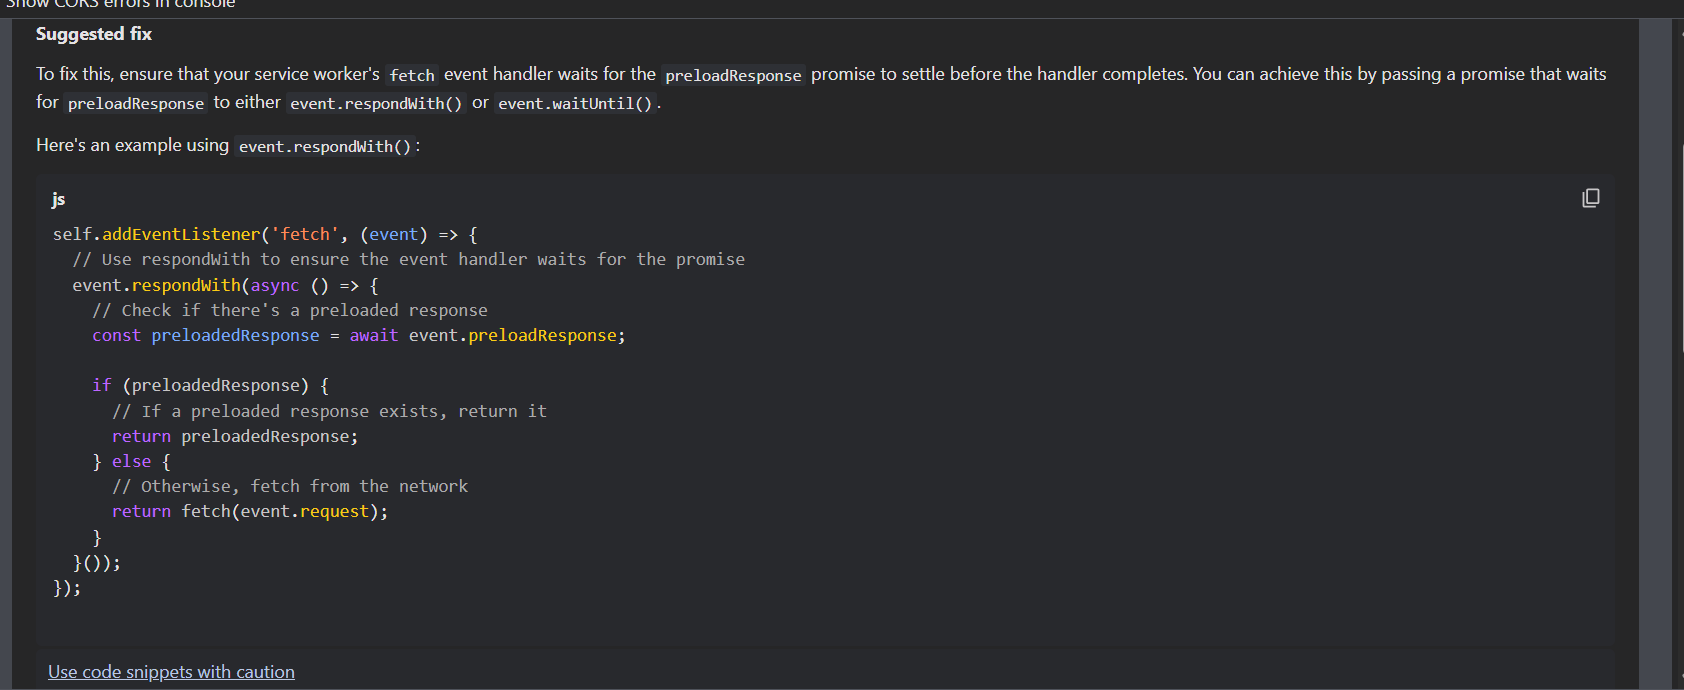 Show CORS errors in console
Suggested fix
To fix this, ensure that your service worker's fetch event handler waits for the preloadResponse promise to settle before the handler completes. You can achieve this by passing a promise that waits
for preloadResponse to either event.respondWith() or event.waitUntil().
Here's an example using event.respondWith():
js
self.addEventListener('fetch', (event) => {
  // Use respondWith to ensure the event handler waits for the promise
  event.respondWith(async () => {
    // Check if there's a preloaded response
    const preloadedResponse = await event.preloadResponse;
    if (preloadedResponse) {
      // If a preloaded response exists, return it
      return preloadedResponse;
    } else {
      // Otherwise, fetch from the network
      return fetch(event.request);
    }
  }());
});
Use code snippets with caution